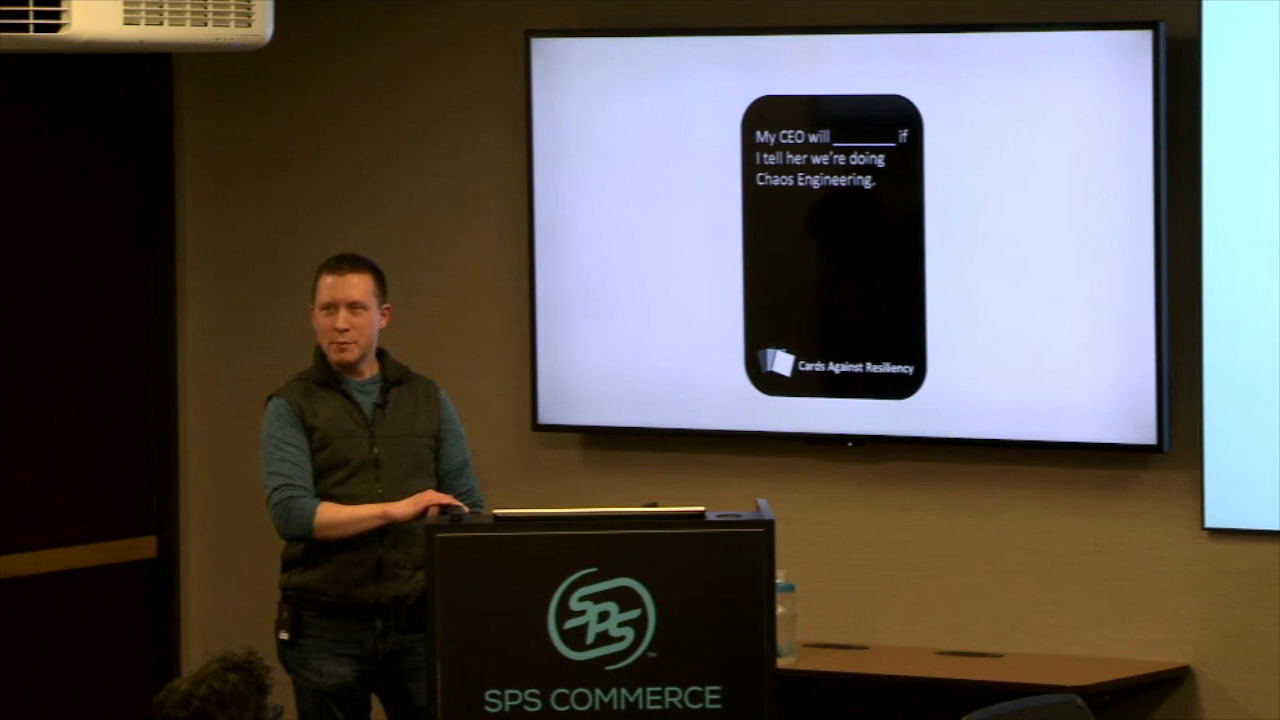 My CEO will ________ if
I tell her we're doing
Chaos Engineering.
Cards Against Resiliency
SPS
SPS COMMERCE